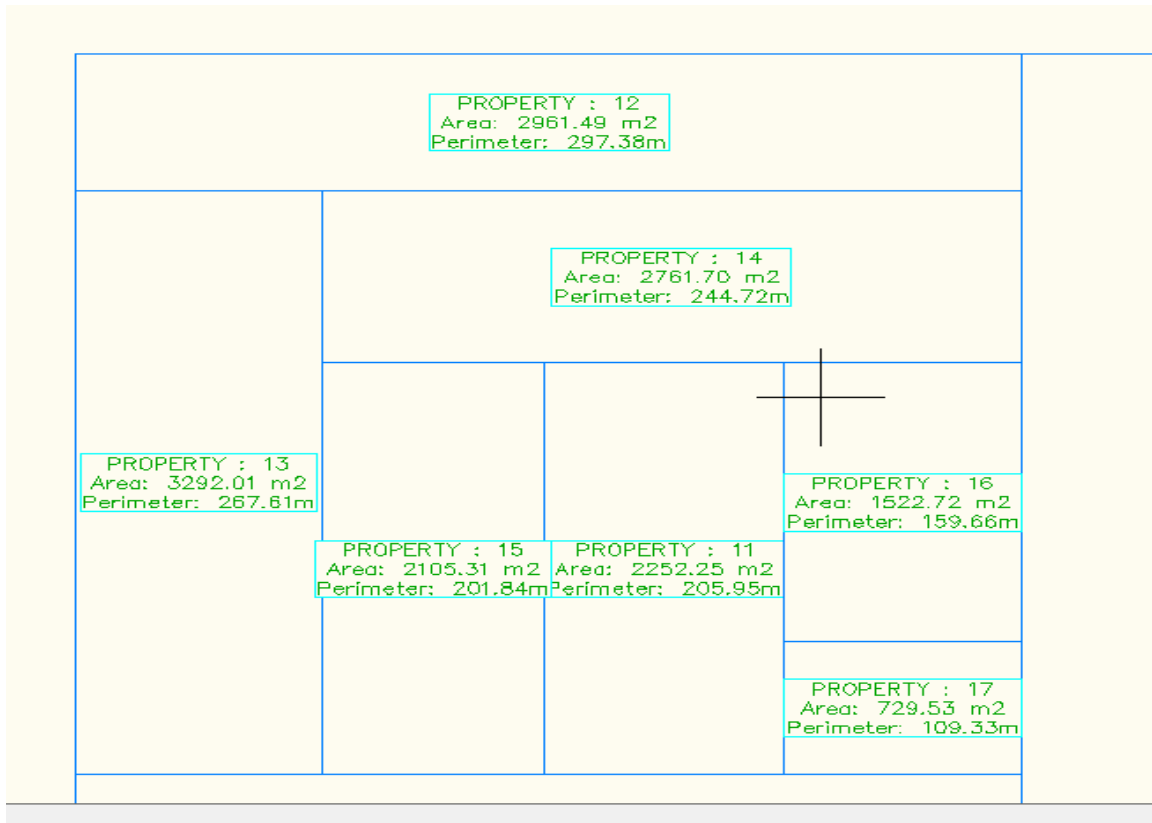 PROPERTY : 12
Area: 2961.49 m2
Perimeter: 297.38m
PROPERTY : 14
Area: 2761.70 m2
Perimeter: 244.72m
PROPERTY : 13
Area: 3292.01 m2
Perimeter: 267.61m
PROPERTY : 16
Area: 1522.72 m2
Perimeter: 159.66m
PROPERTY : 15
Area: 2105.31 m2
Perimeter: 201.84m
PROPERTY : 11
Area: 2252.25 m2
Perimeter: 205.95m
PROPERTY : 17
Area: 729.53 m2
Perimeter: 109.33m